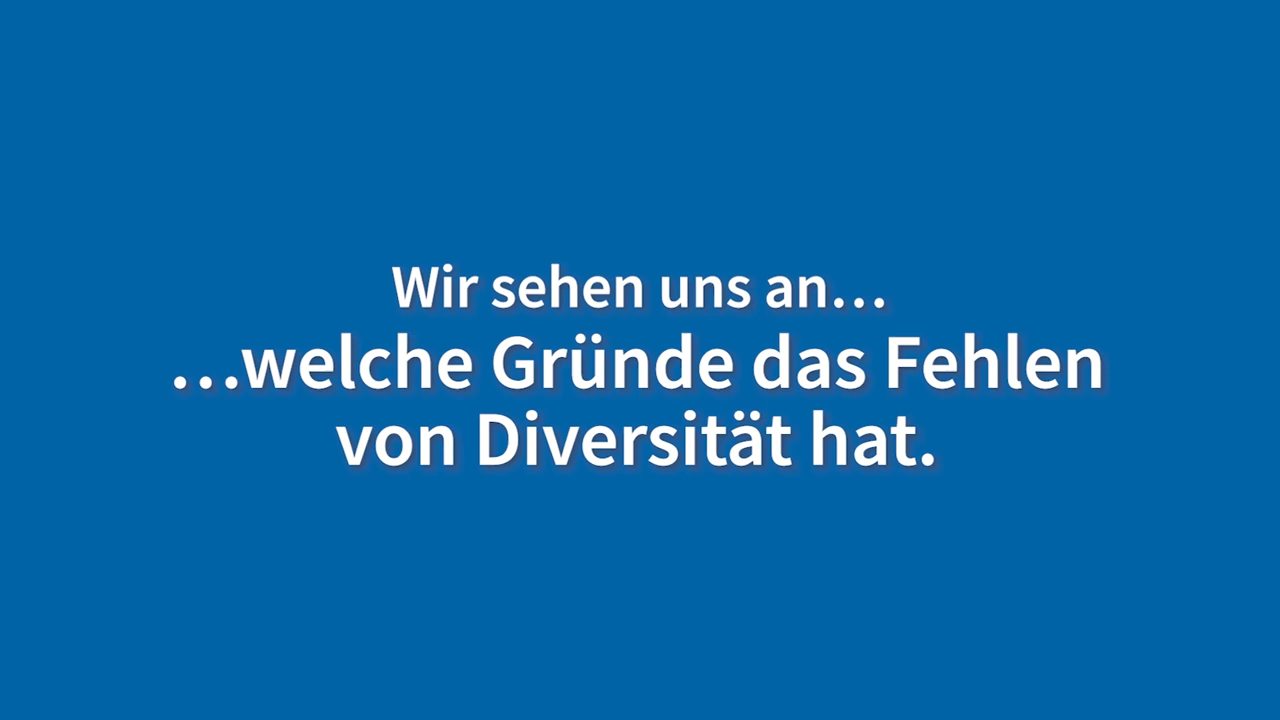 Wir sehen uns an…
…welche Gründe das Fehlen
von Diversität hat.